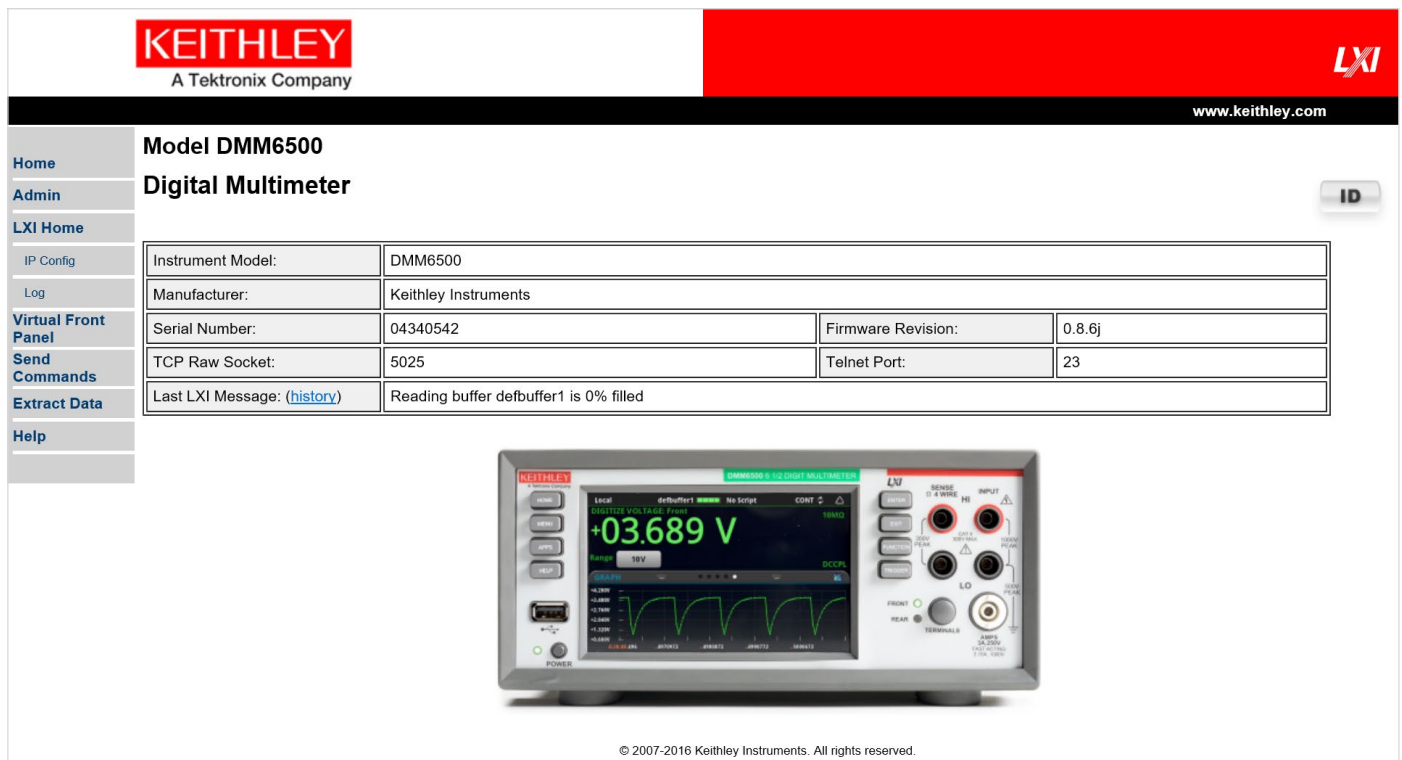 KEITHLEY
A Tektronix Company
LXI
www.keithley.com
Home
Admin
LXI Home
IP Config
Log
Virtual Front
Panel
Send
Commands
Extract Data
Help
Model DMM6500
Digital Multimeter
ID
Instrument Model: DMM6500
Manufacturer: Keithley Instruments
Serial Number: 04340542 Firmware Revision: 0.8.6j
TCP Raw Socket: 5025 Telnet Port: 23
Last LXI Message: (history) Reading buffer defbuffer1 is 0% filled
KEITHLEY
A Tektronix Company
DMM6500 6 1/2 DIGIT MULTIMETER
LXI
HOME
MENU
APPS
HELP
POWER
Local defbuffer1 No Script CONT
DIGITIZE VOLTAGE: Front 10MΩ
+03.689 V
Range 10V DCCPL
GRAPH
ENTER
EXIT
FUNCTION
TRIGGER
SENSE
Ω 4 WIRE
HI
INPUT
LO
FRONT
REAR
TERMINALS
AMPS
© 2007-2016 Keithley Instruments. All rights reserved.